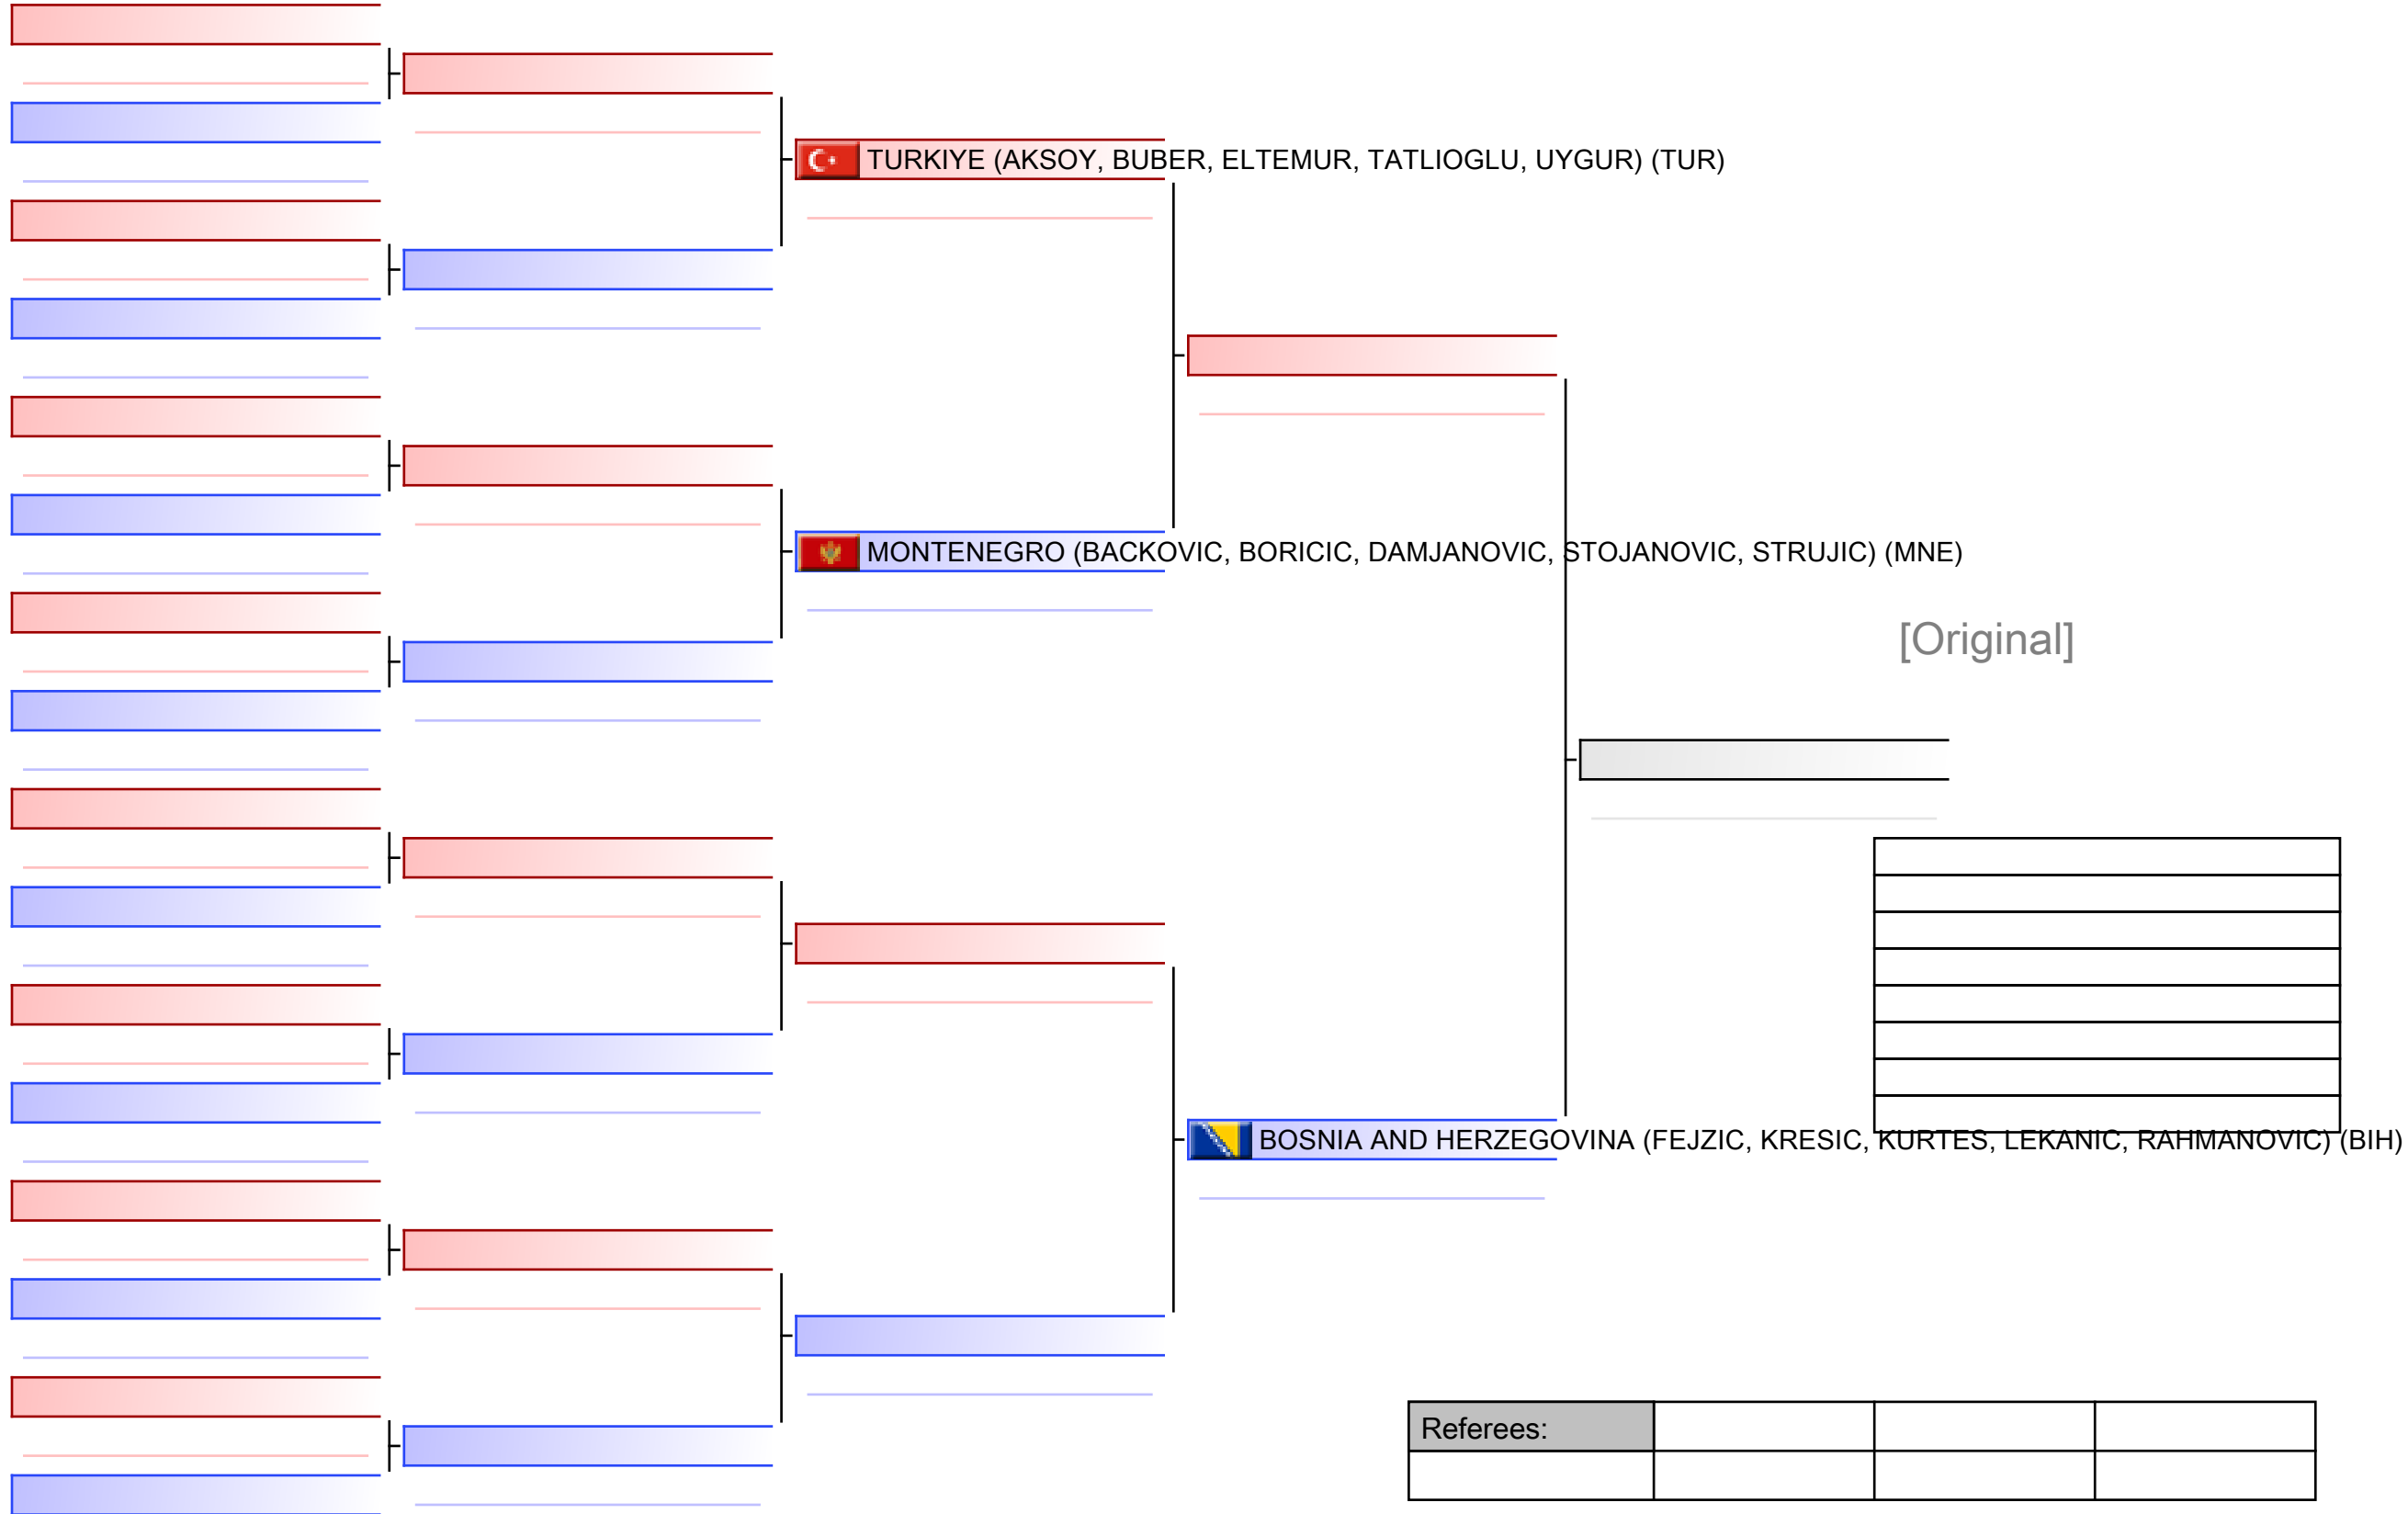 TURKIYE (AKSOY, BUBER, ELTEMUR, TATLIOGLU, UYGUR) (TUR)
MONTENEGRO (BACKOVIC, BORICIC, DAMJANOVIC, STOJANOVIC, STRUJIC) (MNE)
[Original]
BOSNIA AND HERZEGOVINA (FEJZIC, KRESIC, KURTES, LEKANIC, RAHMANOVIC) (BIH)
Referees: